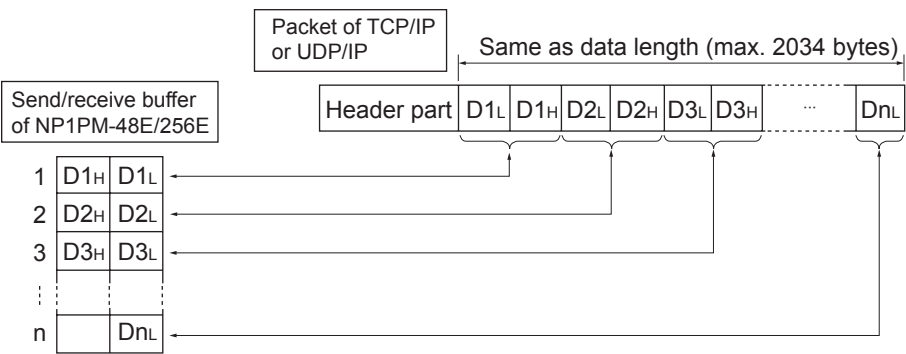 Packet of TCP/IP
or UDP/IP
Same as data length (max. 2034 bytes)
Send/receive buffer
of NP1PM-48E/256E
Header part D1L D1H D2L D2H D3L D3H ... DnL
1 D1H D1L
2 D2H D2L
3 D3H D3L
n DnL